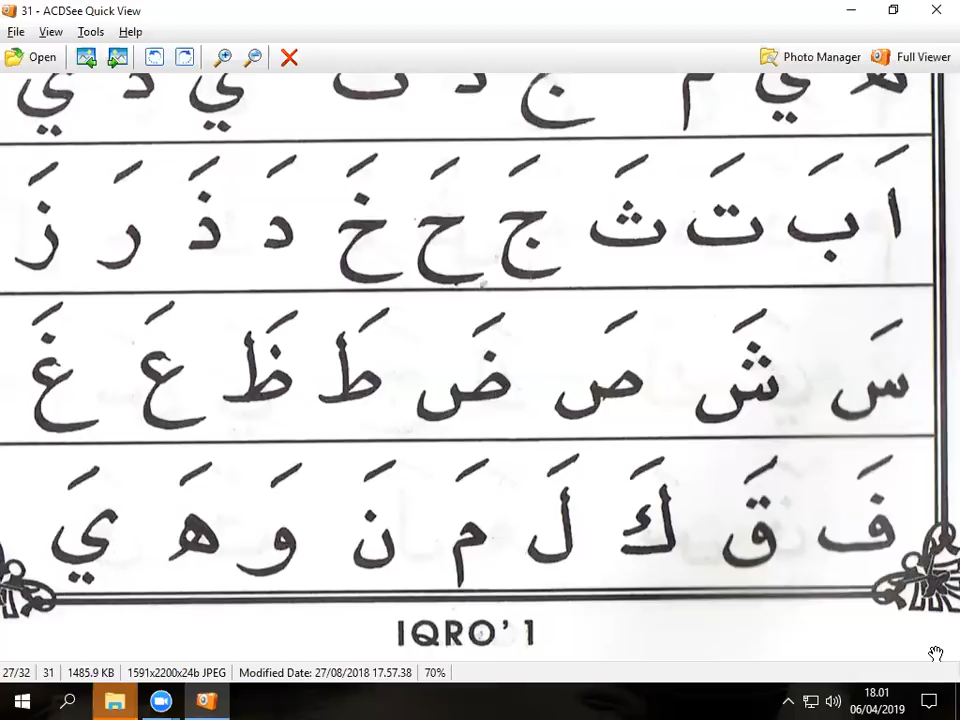 31 - ACDSee Quick View
File View Tools Help
Open Photo Manager Full Viewer
اَ بَ تَ ثَ جَ حَ خَ دَ ذَ رَ زَ
سَ شَ صَ ضَ طَ ظَ عَ غَ
فَ قَ كَ لَ مَ نَ وَ هَ يَ
IQRO' 1
27/32 31 1485.9 KB 1591x2200x24b JPEG Modified Date: 27/08/2018 17.57.38 70%
18.01
06/04/2019